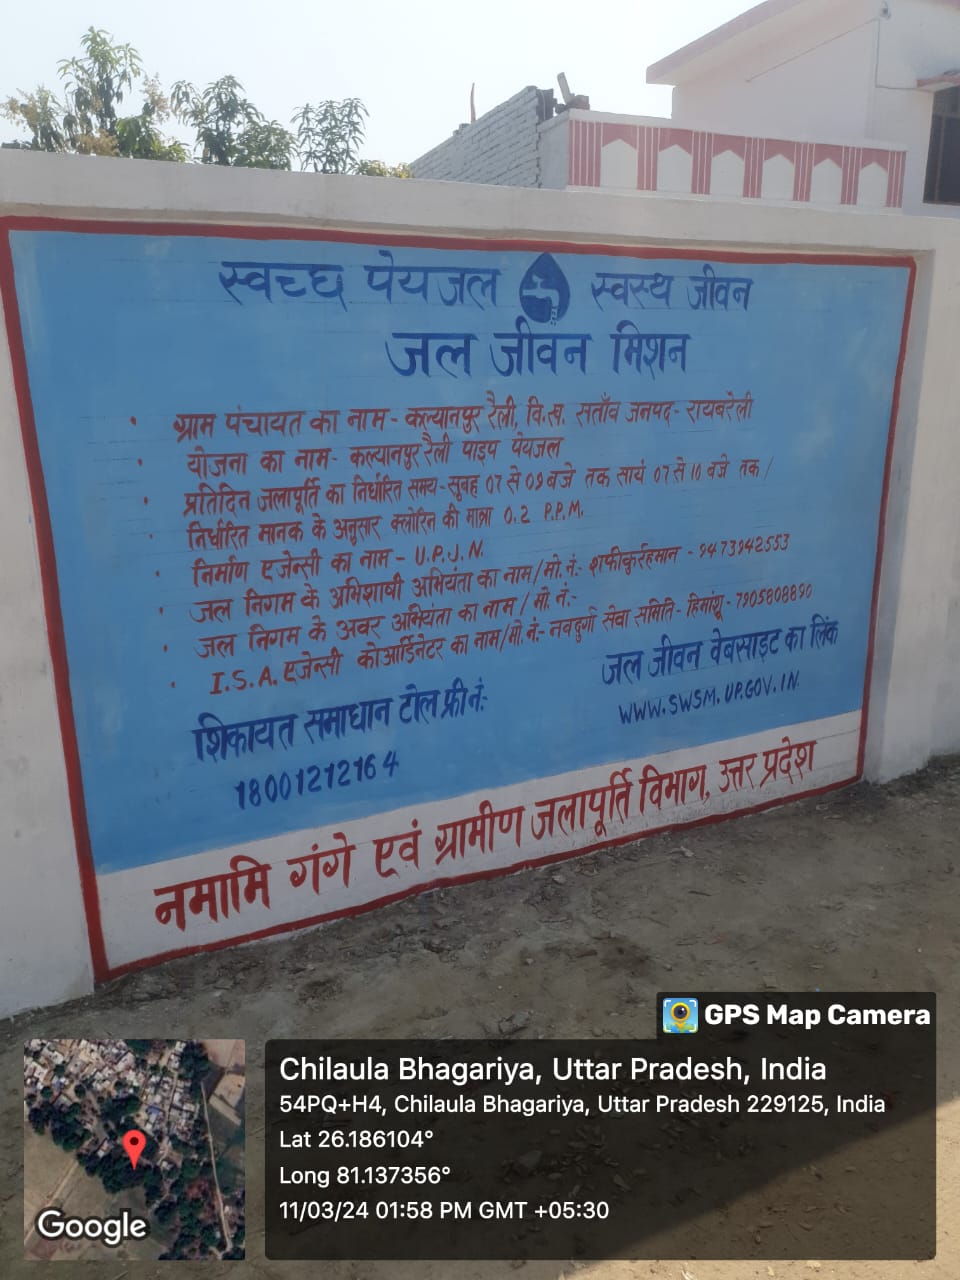 स्वच्छ पेयजल स्वस्थ जीवन
जल जीवन मिशन
• ग्राम पंचायत का नाम - कल्यानपुर रैली, वि.ख. सताँव जनपद - रायबरेली
• योजना का नाम - कल्यानपुर रैली पाइप पेयजल
• प्रतिदिन जलापूर्ति का निर्धारित समय - सुबह 07 से 09 बजे तक सायं 07 से 10 बजे तक /
• निर्धारित मानक के अनुसार क्लोरिन की मात्रा 0.2 P.P.M.
• निर्माण एजेन्सी का नाम - U.P.J.N.
• जल निगम के अभिशाषी अभियंता का नाम/मो.नं.: शफीकुर्रहमान - 9473942553
• जल निगम के अवर अभियंता का नाम / मो.नं:-
• I.S.A. एजेन्सी कोआर्डिनेटर का नाम/मो.नं:- नवदुर्गा सेवा समिति - हिमांशू - 7905808890
शिकायत समाधान टोल फ्री नं:
18001212164
जल जीवन वेबसाइट का लिंक
WWW.SWSM.UP.GOV.IN
नमामि गंगे एवं ग्रामीण जलापूर्ति विभाग, उत्तर प्रदेश
GPS Map Camera
Chilaula Bhagariya, Uttar Pradesh, India
54PQ+H4, Chilaula Bhagariya, Uttar Pradesh 229125, India
Lat 26.186104°
Long 81.137356°
11/03/24 01:58 PM GMT +05:30
Google